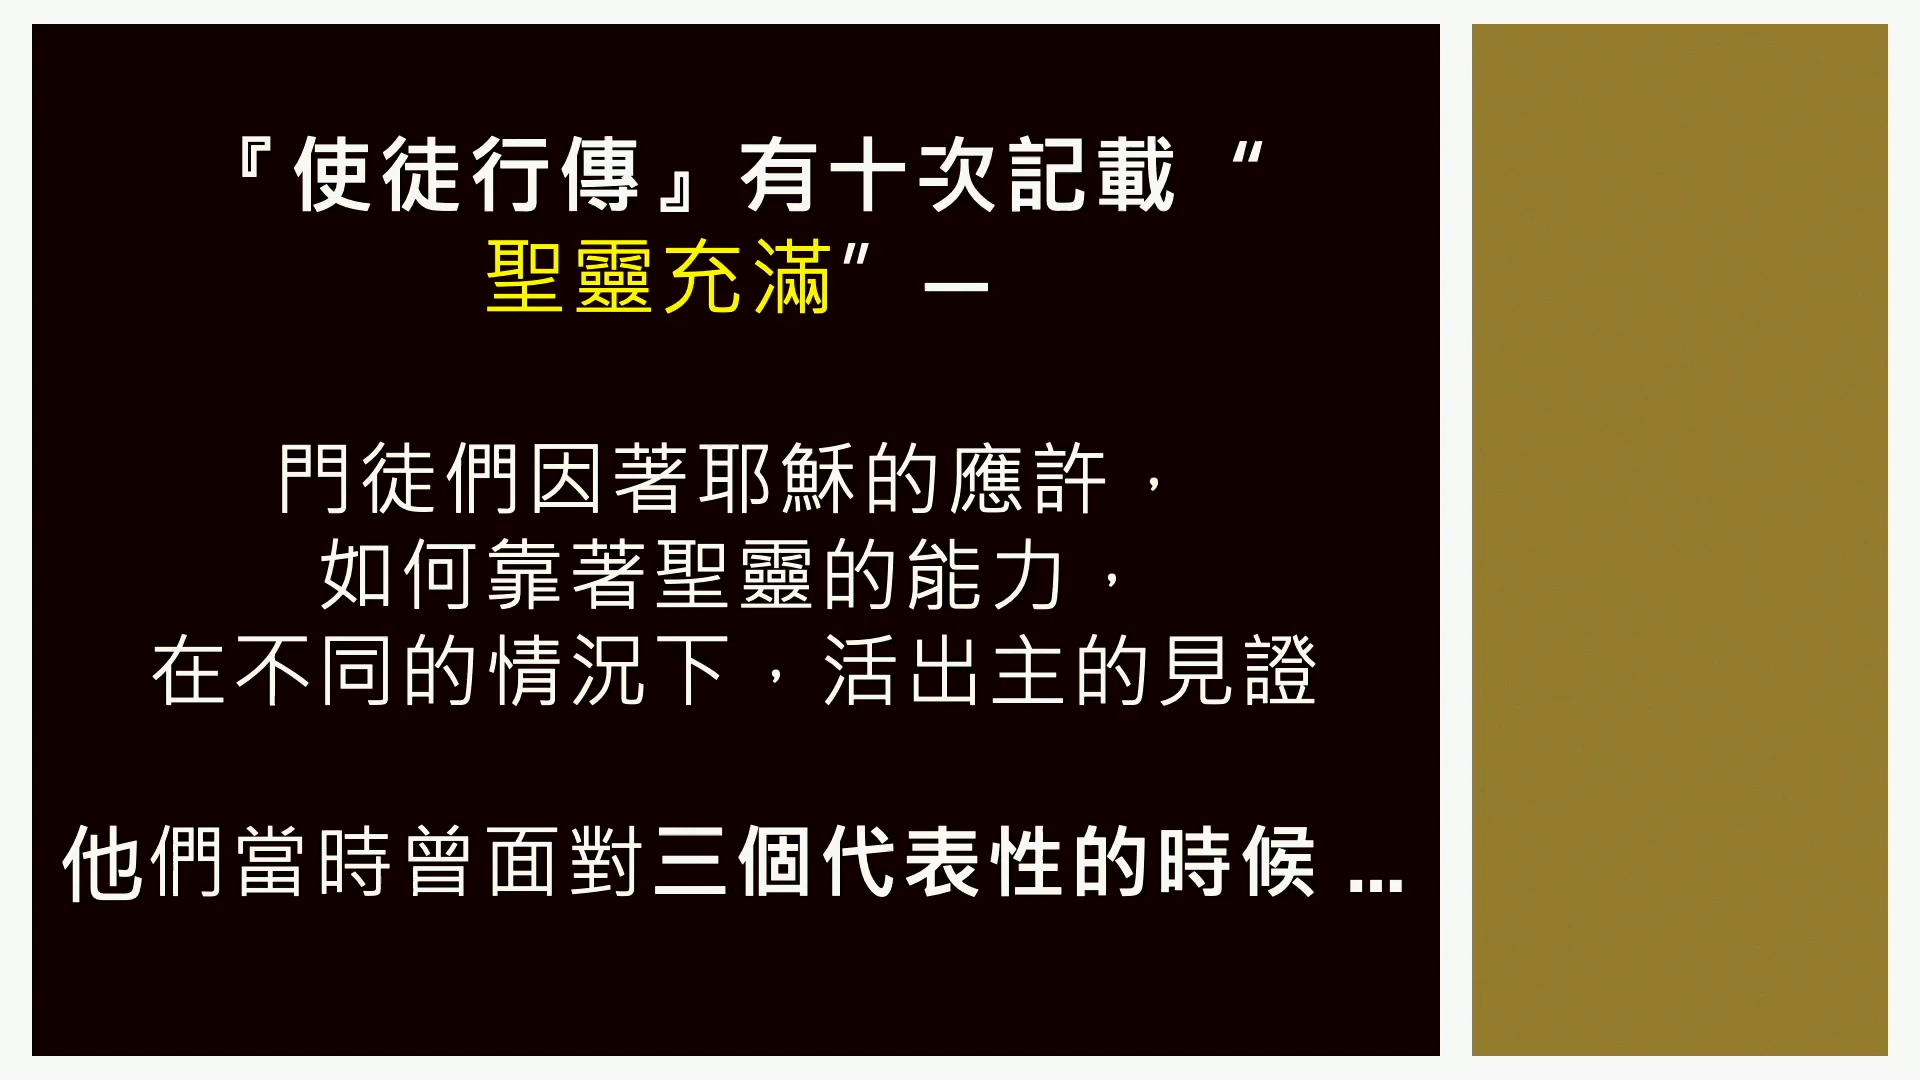 『使徒行傳』有十次記載 “
聖靈充滿” —
門徒們因著耶穌的應許，
如何靠著聖靈的能力，
在不同的情況下，活出主的見證
他們當時曾面對三個代表性的時候 ...